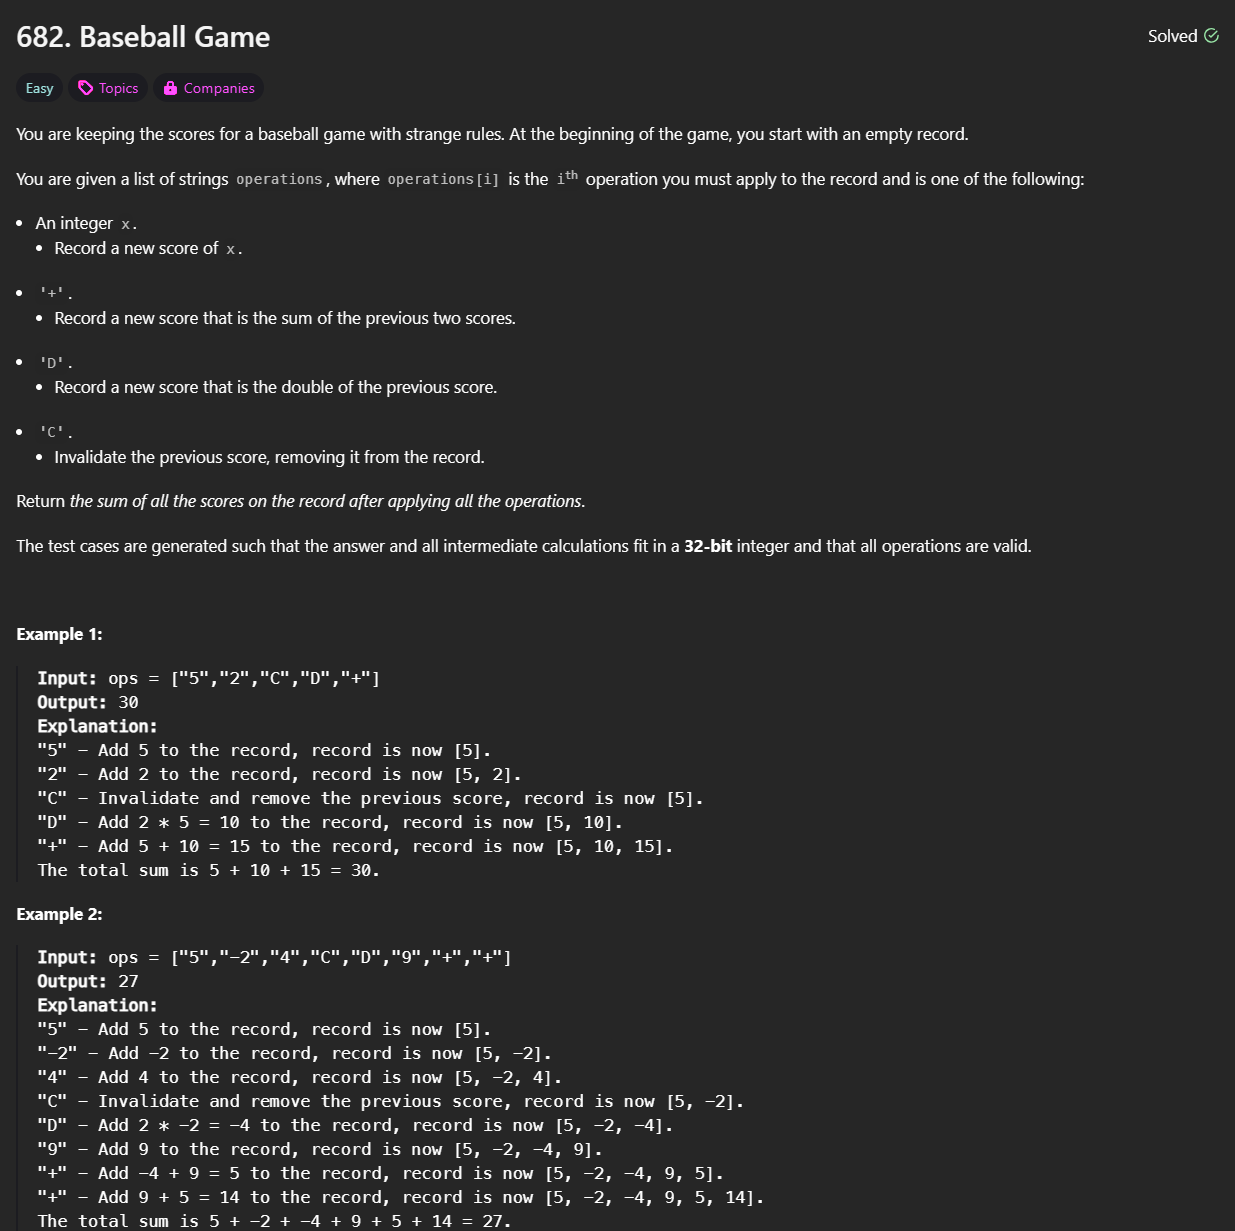 682. Baseball Game
Solved
Easy
Topics
Companies
You are keeping the scores for a baseball game with strange rules. At the beginning of the game, you start with an empty record.
You are given a list of strings operations, where operations[i] is the ith operation you must apply to the record and is one of the following:
• An integer x.
• Record a new score of x.
• '+'.
• Record a new score that is the sum of the previous two scores.
• 'D'.
• Record a new score that is the double of the previous score.
• 'C'.
• Invalidate the previous score, removing it from the record.
Return the sum of all the scores on the record after applying all the operations.
The test cases are generated such that the answer and all intermediate calculations fit in a 32-bit integer and that all operations are valid.
Example 1:
Input: ops = ["5","2","C","D","+"]
Output: 30
Explanation:
"5" - Add 5 to the record, record is now [5].
"2" - Add 2 to the record, record is now [5, 2].
"C" - Invalidate and remove the previous score, record is now [5].
"D" - Add 2 * 5 = 10 to the record, record is now [5, 10].
"+" - Add 5 + 10 = 15 to the record, record is now [5, 10, 15].
The total sum is 5 + 10 + 15 = 30.
Example 2:
Input: ops = ["5","-2","4","C","D","9","+","+"]
Output: 27
Explanation:
"5" - Add 5 to the record, record is now [5].
"-2" - Add -2 to the record, record is now [5, -2].
"4" - Add 4 to the record, record is now [5, -2, 4].
"C" - Invalidate and remove the previous score, record is now [5, -2].
"D" - Add 2 * -2 = -4 to the record, record is now [5, -2, -4].
"9" - Add 9 to the record, record is now [5, -2, -4, 9].
"+" - Add -4 + 9 = 5 to the record, record is now [5, -2, -4, 9, 5].
"+" - Add 9 + 5 = 14 to the record, record is now [5, -2, -4, 9, 5, 14].
The total sum is 5 + -2 + -4 + 9 + 5 + 14 = 27.